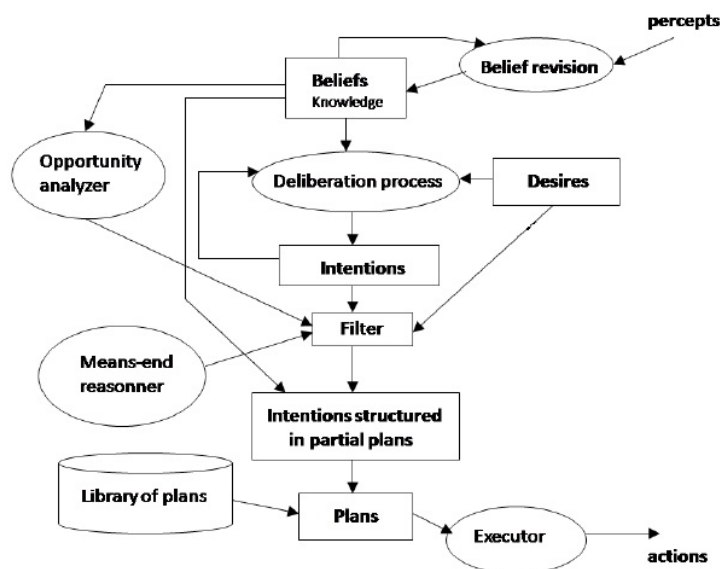 percepts
Beliefs
Knowledge
Belief revision
Opportunity
analyzer
Deliberation process
Desires
Intentions
Filter
Means-end
reasonner
Intentions structured
in partial plans
Library of plans
Plans
Executor
actions